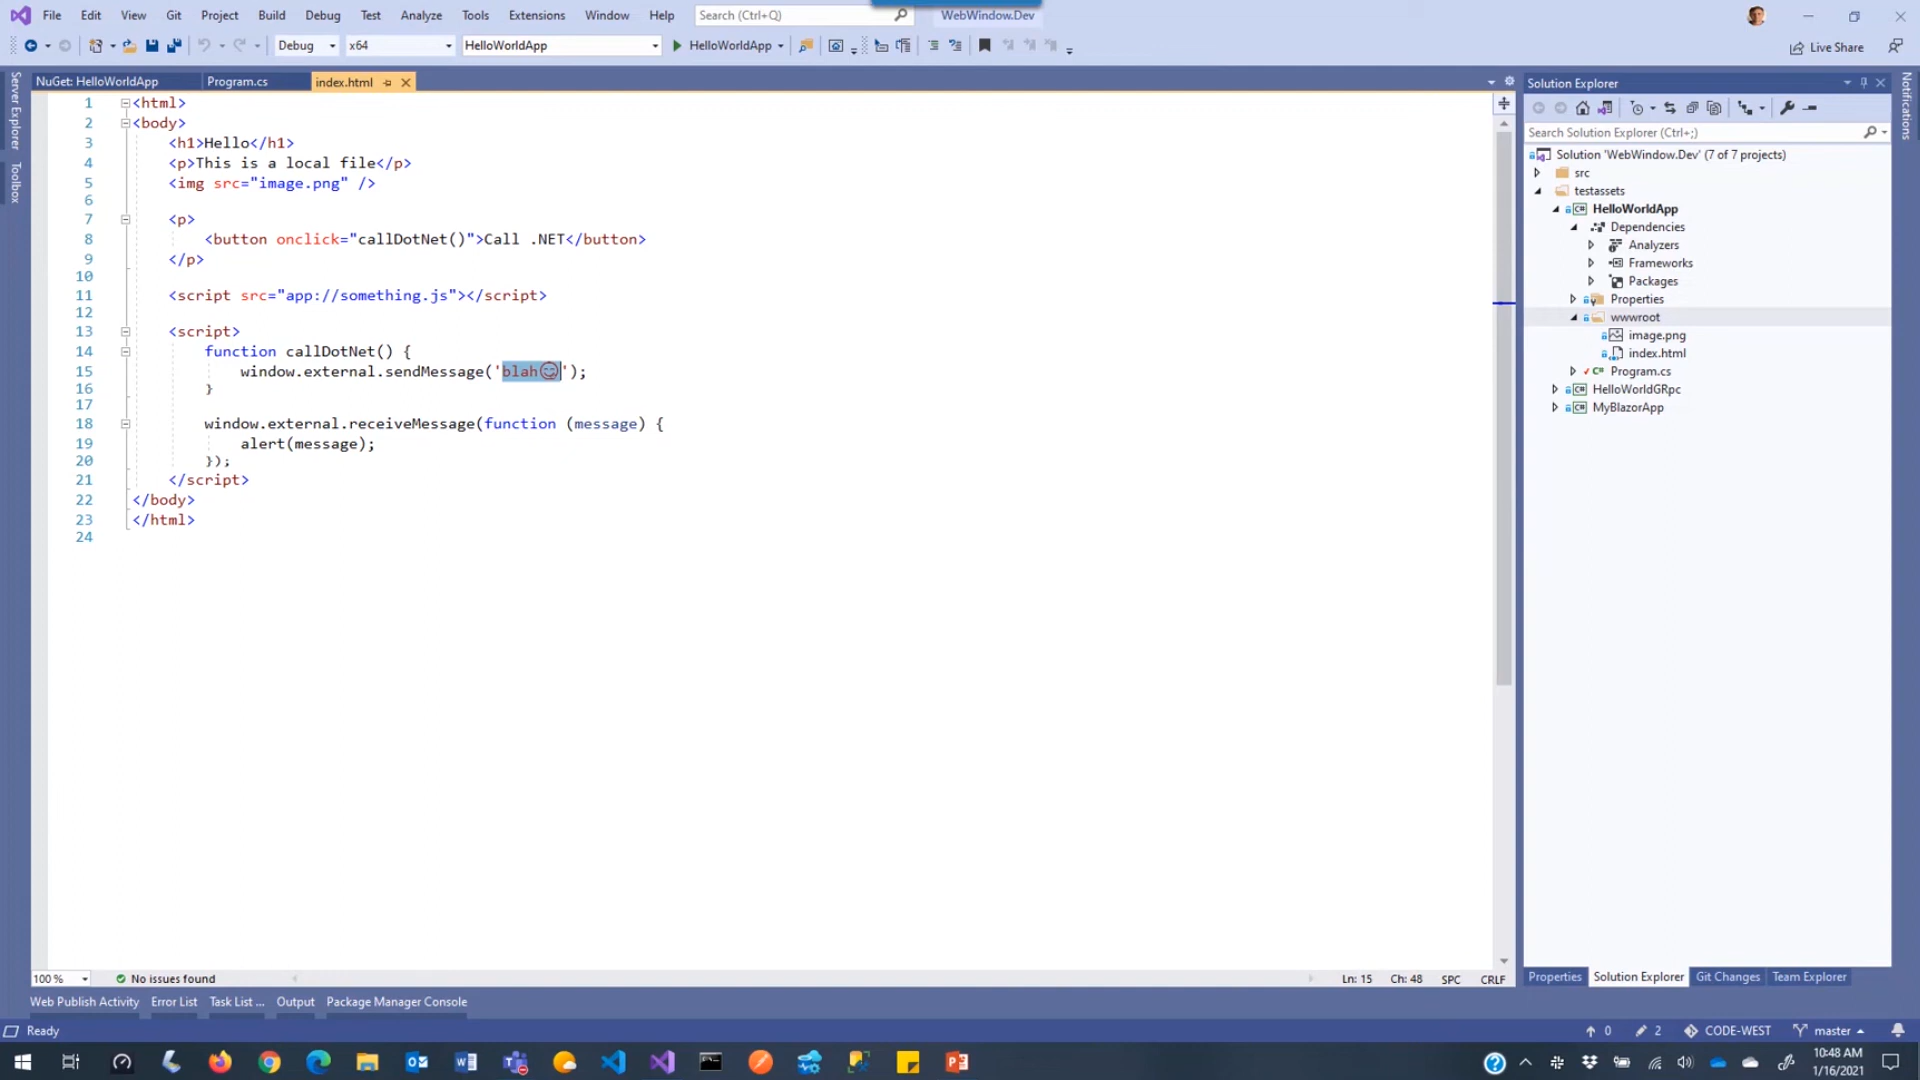 File Edit View Git Project Build Debug Test Analyze Tools Extensions Window Help Search (Ctrl+Q) WebWindow.Dev
Debug x64 HelloWorldApp HelloWorldApp Live Share
NuGet: HelloWorldApp Program.cs index.html
Server Explorer
Toolbox
1 <html>
2 <body>
3 <h1>Hello</h1>
4 <p>This is a local file</p>
5 <img src="image.png" />
6
7 <p>
8 <button onclick="callDotNet()">Call .NET</button>
9 </p>
10
11 <script src="app://something.js"></script>
12
13 <script>
14 function callDotNet() {
15 window.external.sendMessage('blah😋');
16 }
17
18 window.external.receiveMessage(function (message) {
19 alert(message);
20 });
21 </script>
22 </body>
23 </html>
24
100 % No issues found Ln: 15 Ch: 48 SPC CRLF
Solution Explorer
Search Solution Explorer (Ctrl+;)
Solution 'WebWindow.Dev' (7 of 7 projects)
src
testassets
HelloWorldApp
Dependencies
Analyzers
Frameworks
Packages
Properties
wwwroot
image.png
index.html
Program.cs
HelloWorldGRpc
MyBlazorApp
Properties Solution Explorer Git Changes Team Explorer
Notifications
Web Publish Activity Error List Task List ... Output Package Manager Console
Ready 0 2 CODE-WEST master
10:48 AM
1/16/2021